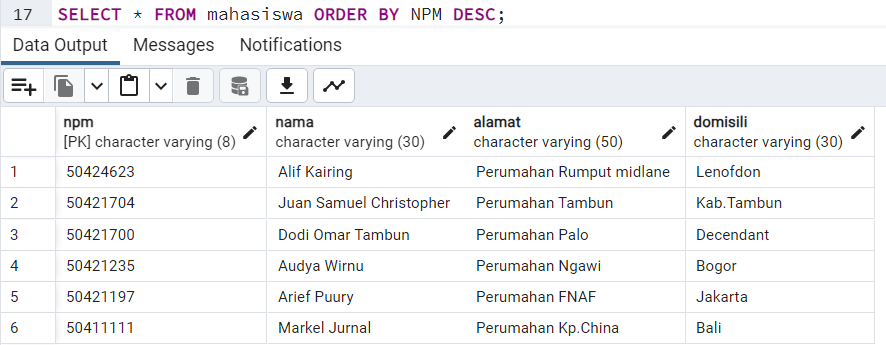 17 SELECT * FROM mahasiswa ORDER BY NPM DESC;
Data Output Messages Notifications
npm nama alamat domisili
[PK] character varying (8) character varying (30) character varying (50) character varying (30)
1 50424623 Alif Kairing Perumahan Rumput midlane Lenofdon
2 50421704 Juan Samuel Christopher Perumahan Tambun Kab.Tambun
3 50421700 Dodi Omar Tambun Perumahan Palo Decendant
4 50421235 Audya Wirnu Perumahan Ngawi Bogor
5 50421197 Arief Puury Perumahan FNAF Jakarta
6 50411111 Markel Jurnal Perumahan Kp.China Bali